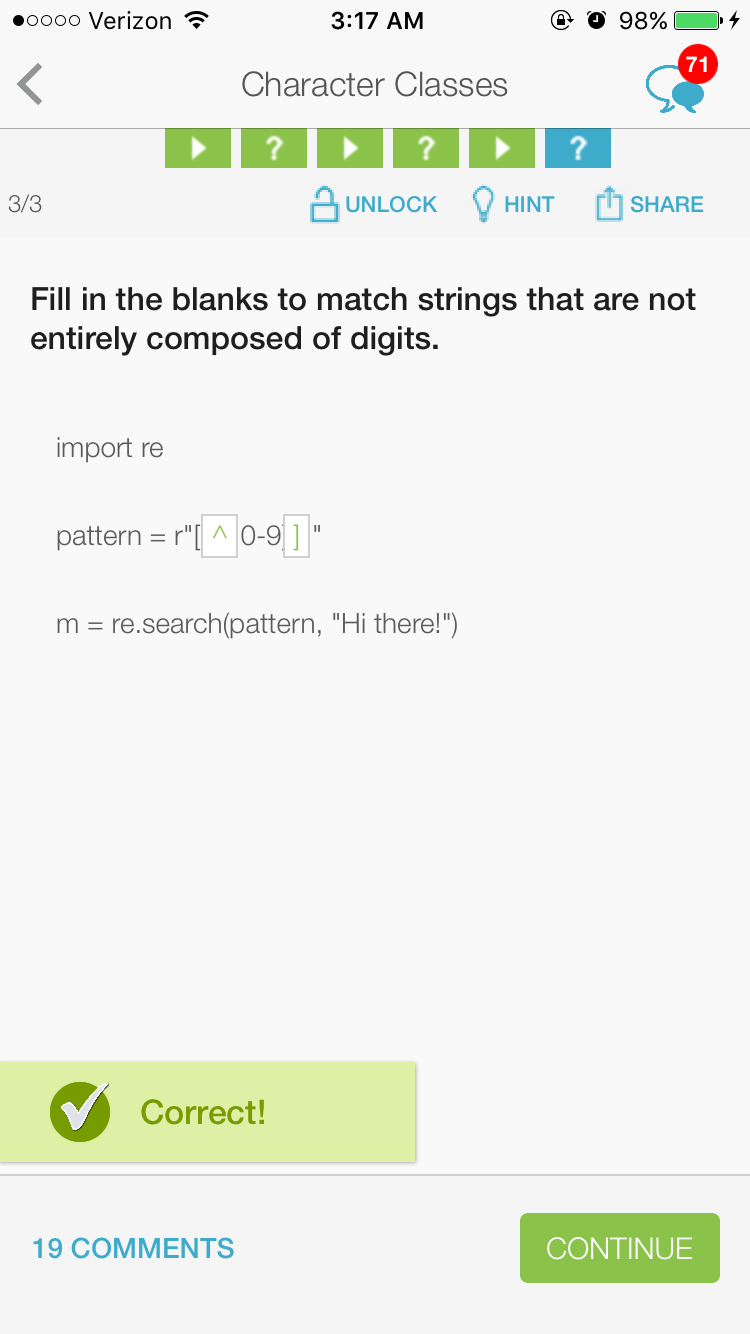 Verizon 3:17 AM 98%
Character Classes 71
? ? ?
3/3 UNLOCK HINT SHARE
Fill in the blanks to match strings that are not
entirely composed of digits.
import re
pattern = r"[ ^ 0-9 ] "
m = re.search(pattern, "Hi there!")
Correct!
19 COMMENTS CONTINUE